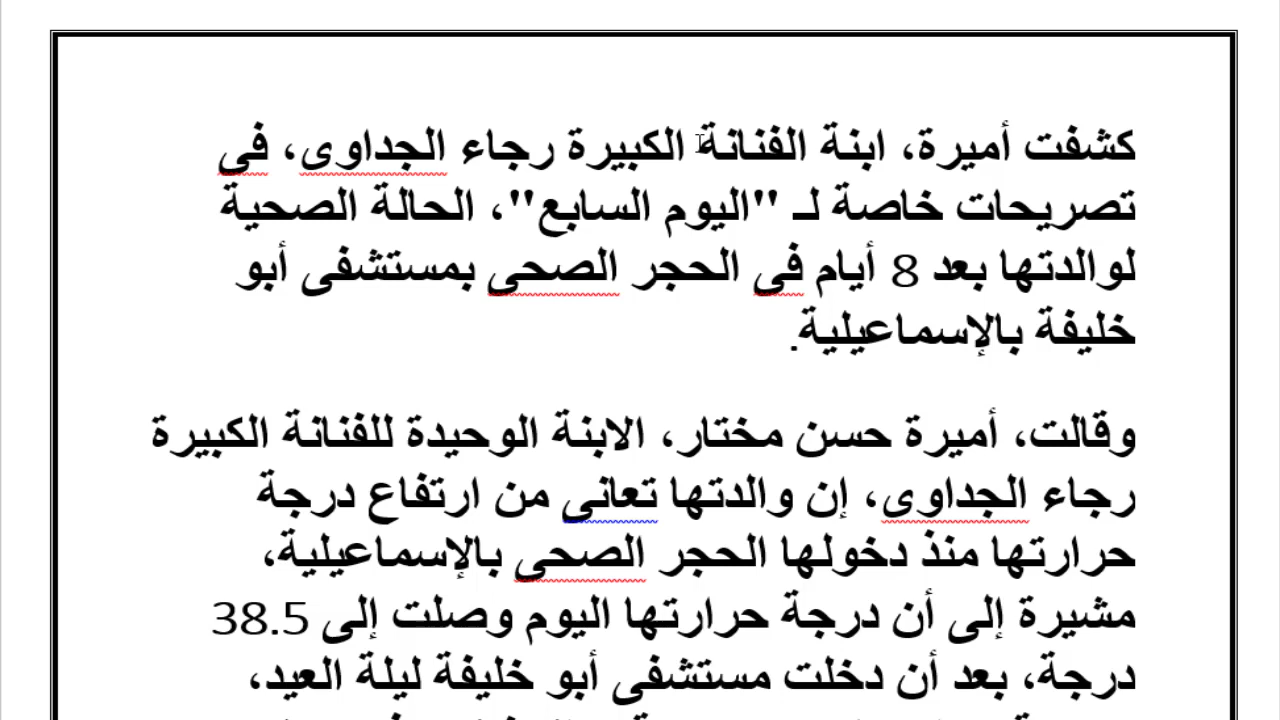 كشفت أميرة، ابنة الفنانة الكبيرة رجاء الجداوى، فى
تصريحات خاصة لـ "اليوم السابع"، الحالة الصحية
لوالدتها بعد 8 أيام فى الحجر الصحى بمستشفى أبو
خليفة بالإسماعيلية.
وقالت، أميرة حسن مختار، الابنة الوحيدة للفنانة الكبيرة
رجاء الجداوى، إن والدتها تعانى من ارتفاع درجة
حرارتها منذ دخولها الحجر الصحى بالإسماعيلية،
مشيرة إلى أن درجة حرارتها اليوم وصلت إلى 38.5
درجة، بعد أن دخلت مستشفى أبو خليفة ليلة العيد،